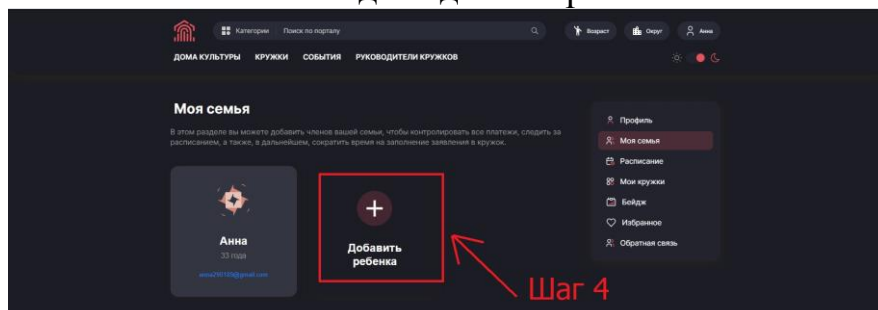 Категории Поиск по порталу Возраст Округ Анна
ДОМА КУЛЬТУРЫ КРУЖКИ СОБЫТИЯ РУКОВОДИТЕЛИ КРУЖКОВ
Моя семья
В этом разделе вы можете добавить членов вашей семьи, чтобы контролировать все платежи, следить за
расписанием, а также, в дальнейшем, сократить время на заполнение заявления в кружок.
Анна
33 года
Добавить
ребенка
Шаг 4
Профиль
Моя семья
Расписание
Мои кружки
Бейдж
Избранное
Обратная связь